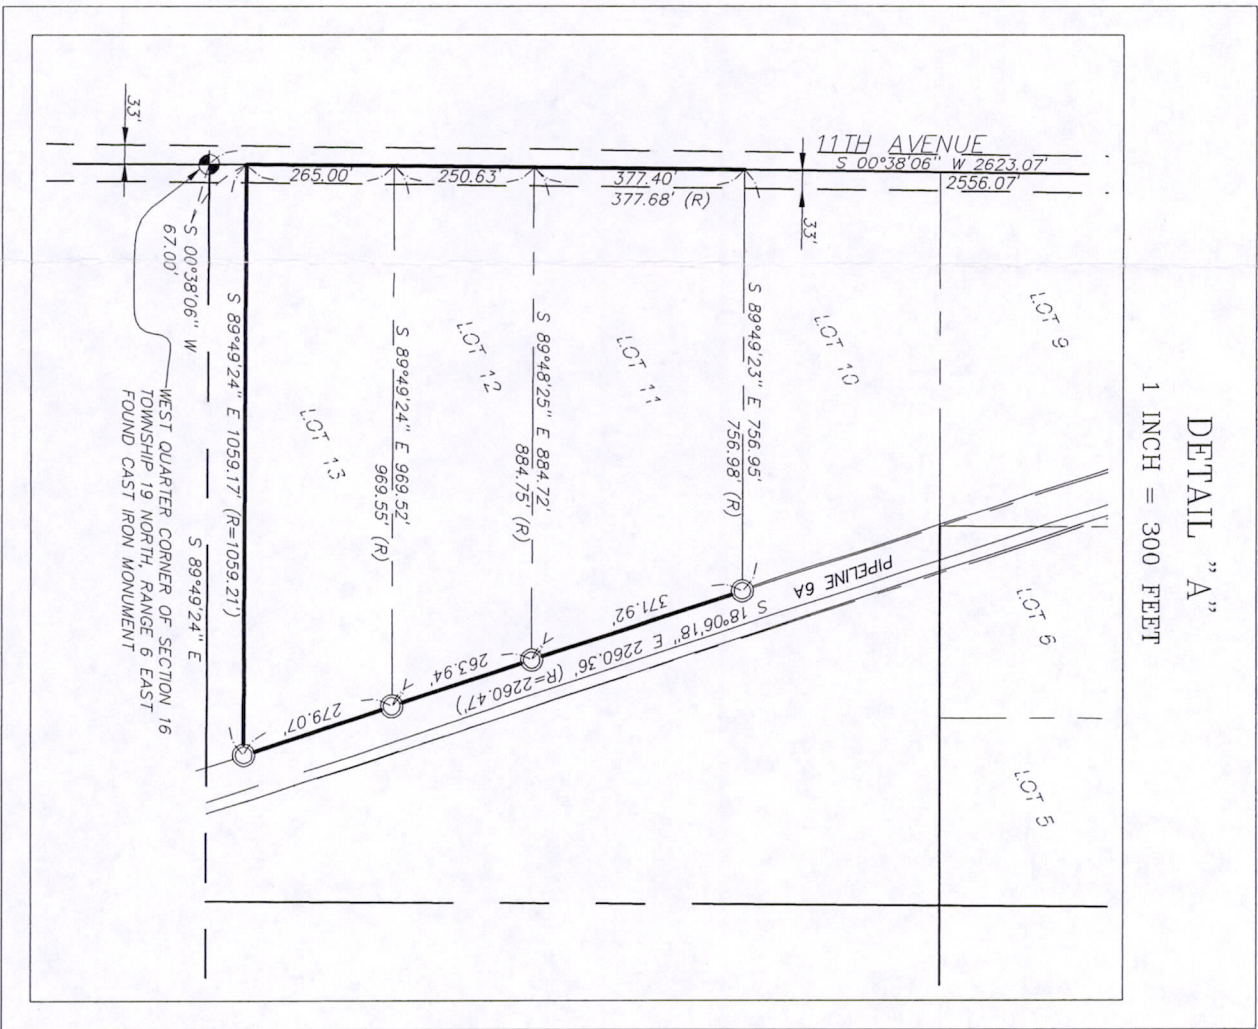 DETAIL "A"
1 INCH = 300 FEET
11TH AVENUE
S 00°38'06" W 2623.07'
2556.07'
33'
33'
265.00'
250.63'
377.40'
377.68' (R)
S 00°38'06" W
67.00'
WEST QUARTER CORNER OF SECTION 16
TOWNSHIP 19 NORTH, RANGE 6 EAST
FOUND CAST IRON MONUMENT
S 89°49'24" E
S 89°49'24" E 1059.17' (R=1059.21')
LOT 13
S 89°49'24" E 969.52'
969.55' (R)
LOT 12
S 89°48'25" E 884.72'
884.75' (R)
LOT 11
S 89°49'23" E 756.95'
756.98' (R)
LOT 10
LOT 9
LOT 6
LOT 5
PIPELINE 6A
S 18°06'18" E 2260.36' (R=2260.47')
371.92'
263.94'
279.07'